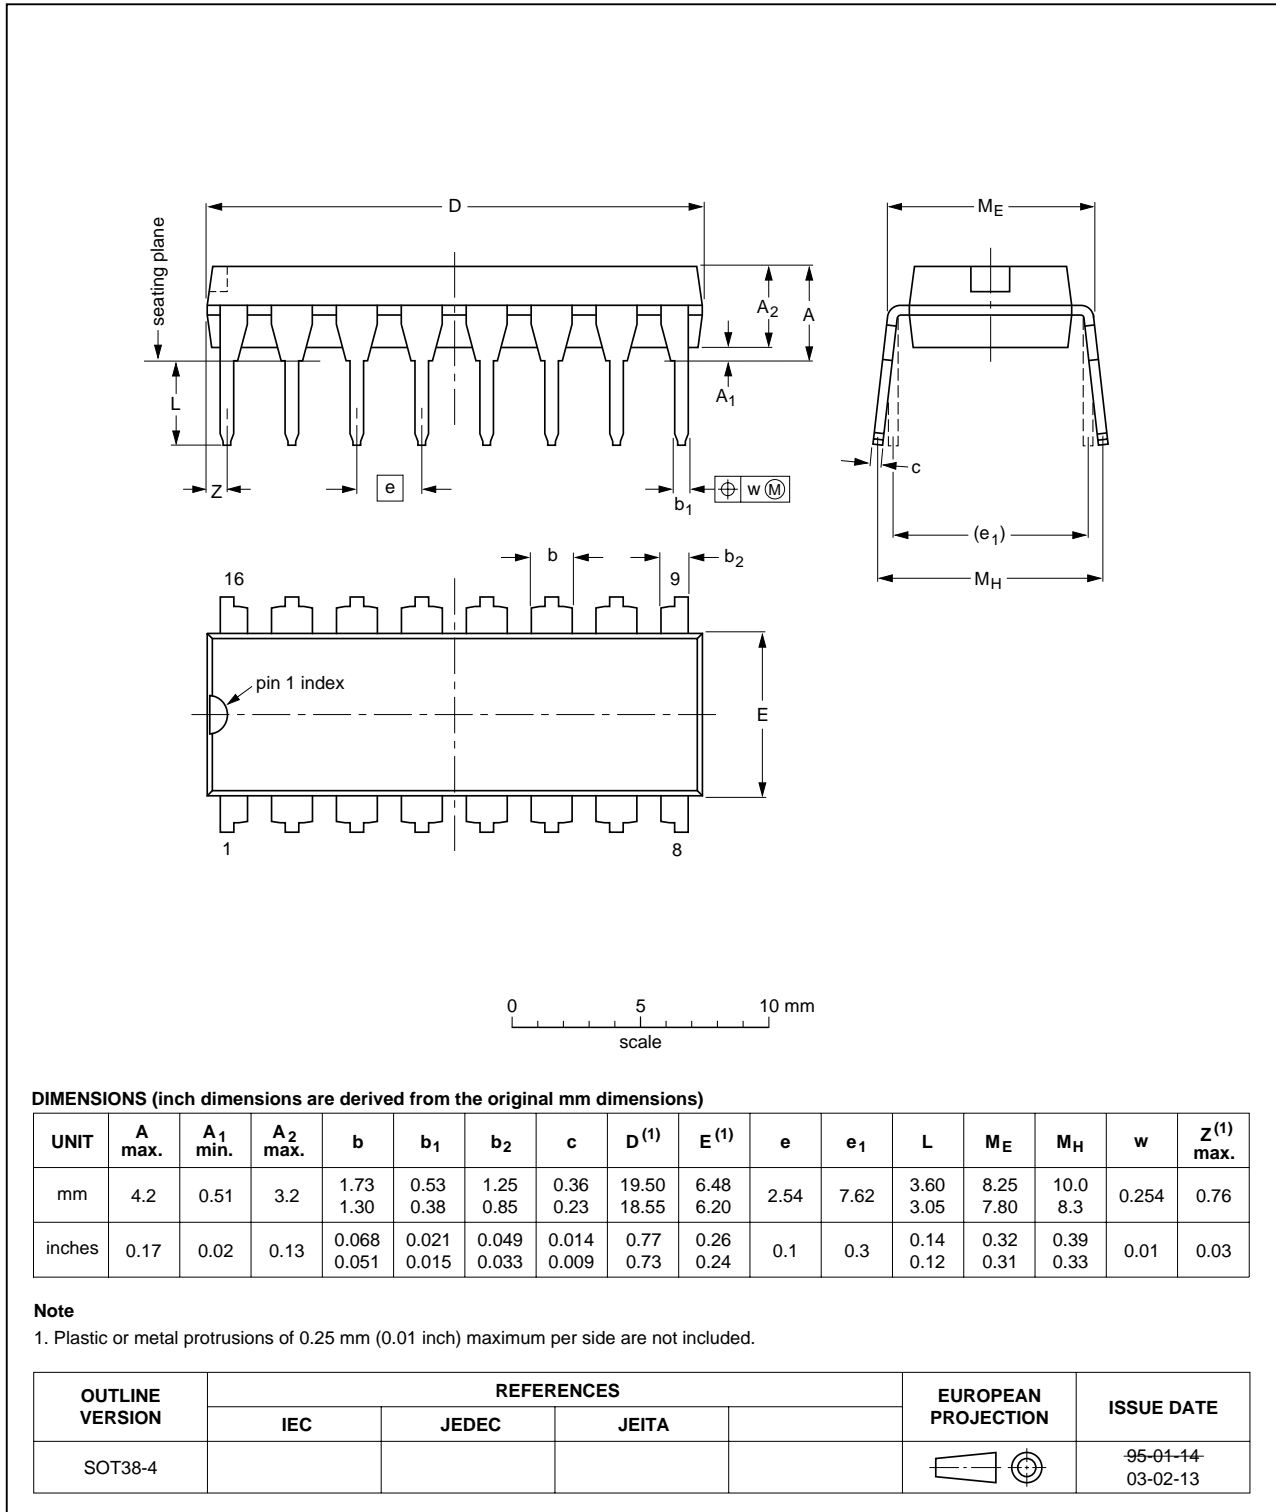 D
M_E
seating plane
A_2
A
A_1
L
Z
e
b_1
w M
c
(e_1)
M_H
b
b_2
16
9
pin 1 index
E
1
8
0 5 10 mm
scale
DIMENSIONS (inch dimensions are derived from the original mm dimensions)
UNIT A max. A1 min. A2 max. b b1 b2 c D(1) E(1) e e1 L ME MH w Z(1) max.
mm 4.2 0.51 3.2 1.73 1.30 0.53 0.38 1.25 0.85 0.36 0.23 19.50 18.55 6.48 6.20 2.54 7.62 3.60 3.05 8.25 7.80 10.0 8.3 0.254 0.76
inches 0.17 0.02 0.13 0.068 0.051 0.021 0.015 0.049 0.033 0.014 0.009 0.77 0.73 0.26 0.24 0.1 0.3 0.14 0.12 0.32 0.31 0.39 0.33 0.01 0.03
Note
1. Plastic or metal protrusions of 0.25 mm (0.01 inch) maximum per side are not included.
OUTLINE VERSION REFERENCES EUROPEAN PROJECTION ISSUE DATE
IEC JEDEC JEITA
SOT38-4 95-01-14
03-02-13